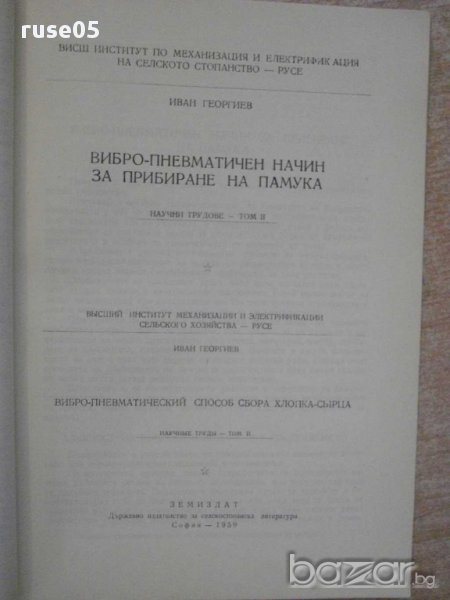 ruse05
ВИСШ ИНСТИТУТ ПО МЕХАНИЗАЦИЯ И ЕЛЕКТРИФИКАЦИЯ
НА СЕЛСКОТО СТОПАНСТВО — РУСЕ
ИВАН ГЕОРГИЕВ
ВИБРО-ПНЕВМАТИЧЕН НАЧИН
ЗА ПРИБИРАНЕ НА ПАМУКА
НАУЧНИ ТРУДОВЕ — ТОМ II
ВЫСШИЙ ИНСТИТУТ МЕХАНИЗАЦИИ И ЭЛЕКТРИФИКАЦИИ
СЕЛЬСКОГО ХОЗЯЙСТВА — РУСЕ
ИВАН ГЕОРГИЕВ
ВИБРО-ПНЕВМАТИЧЕСКИЙ СПОСОБ СБОРА ХЛОПКА-СЫРЦА
НАУЧНЫЕ ТРУДЫ — ТОМ II
ЗЕМИЗДАТ
Държавно издателство за селскостопанска литература
София — 1959
bazar.bg